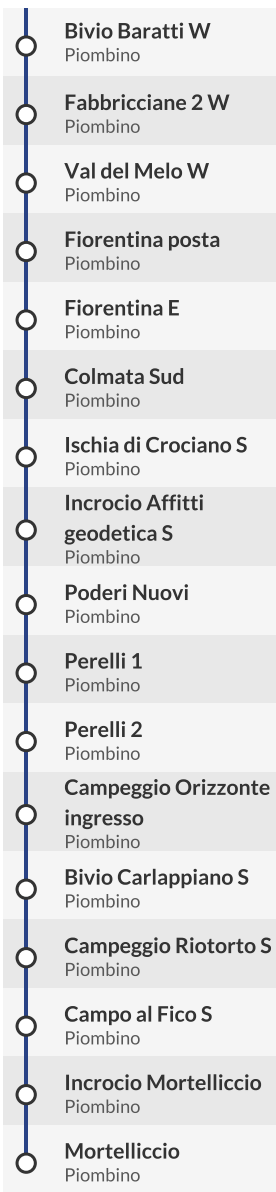 Bivio Baratti W
Piombino
Fabbricciane 2 W
Piombino
Val del Melo W
Piombino
Fiorentina posta
Piombino
Fiorentina E
Piombino
Colmata Sud
Piombino
Ischia di Crociano S
Piombino
Incrocio Affitti
geodetica S
Piombino
Poderi Nuovi
Piombino
Perelli 1
Piombino
Perelli 2
Piombino
Campeggio Orizzonte
ingresso
Piombino
Bivio Carlappiano S
Piombino
Campeggio Riotorto S
Piombino
Campo al Fico S
Piombino
Incrocio Mortelliccio
Piombino
Mortelliccio
Piombino